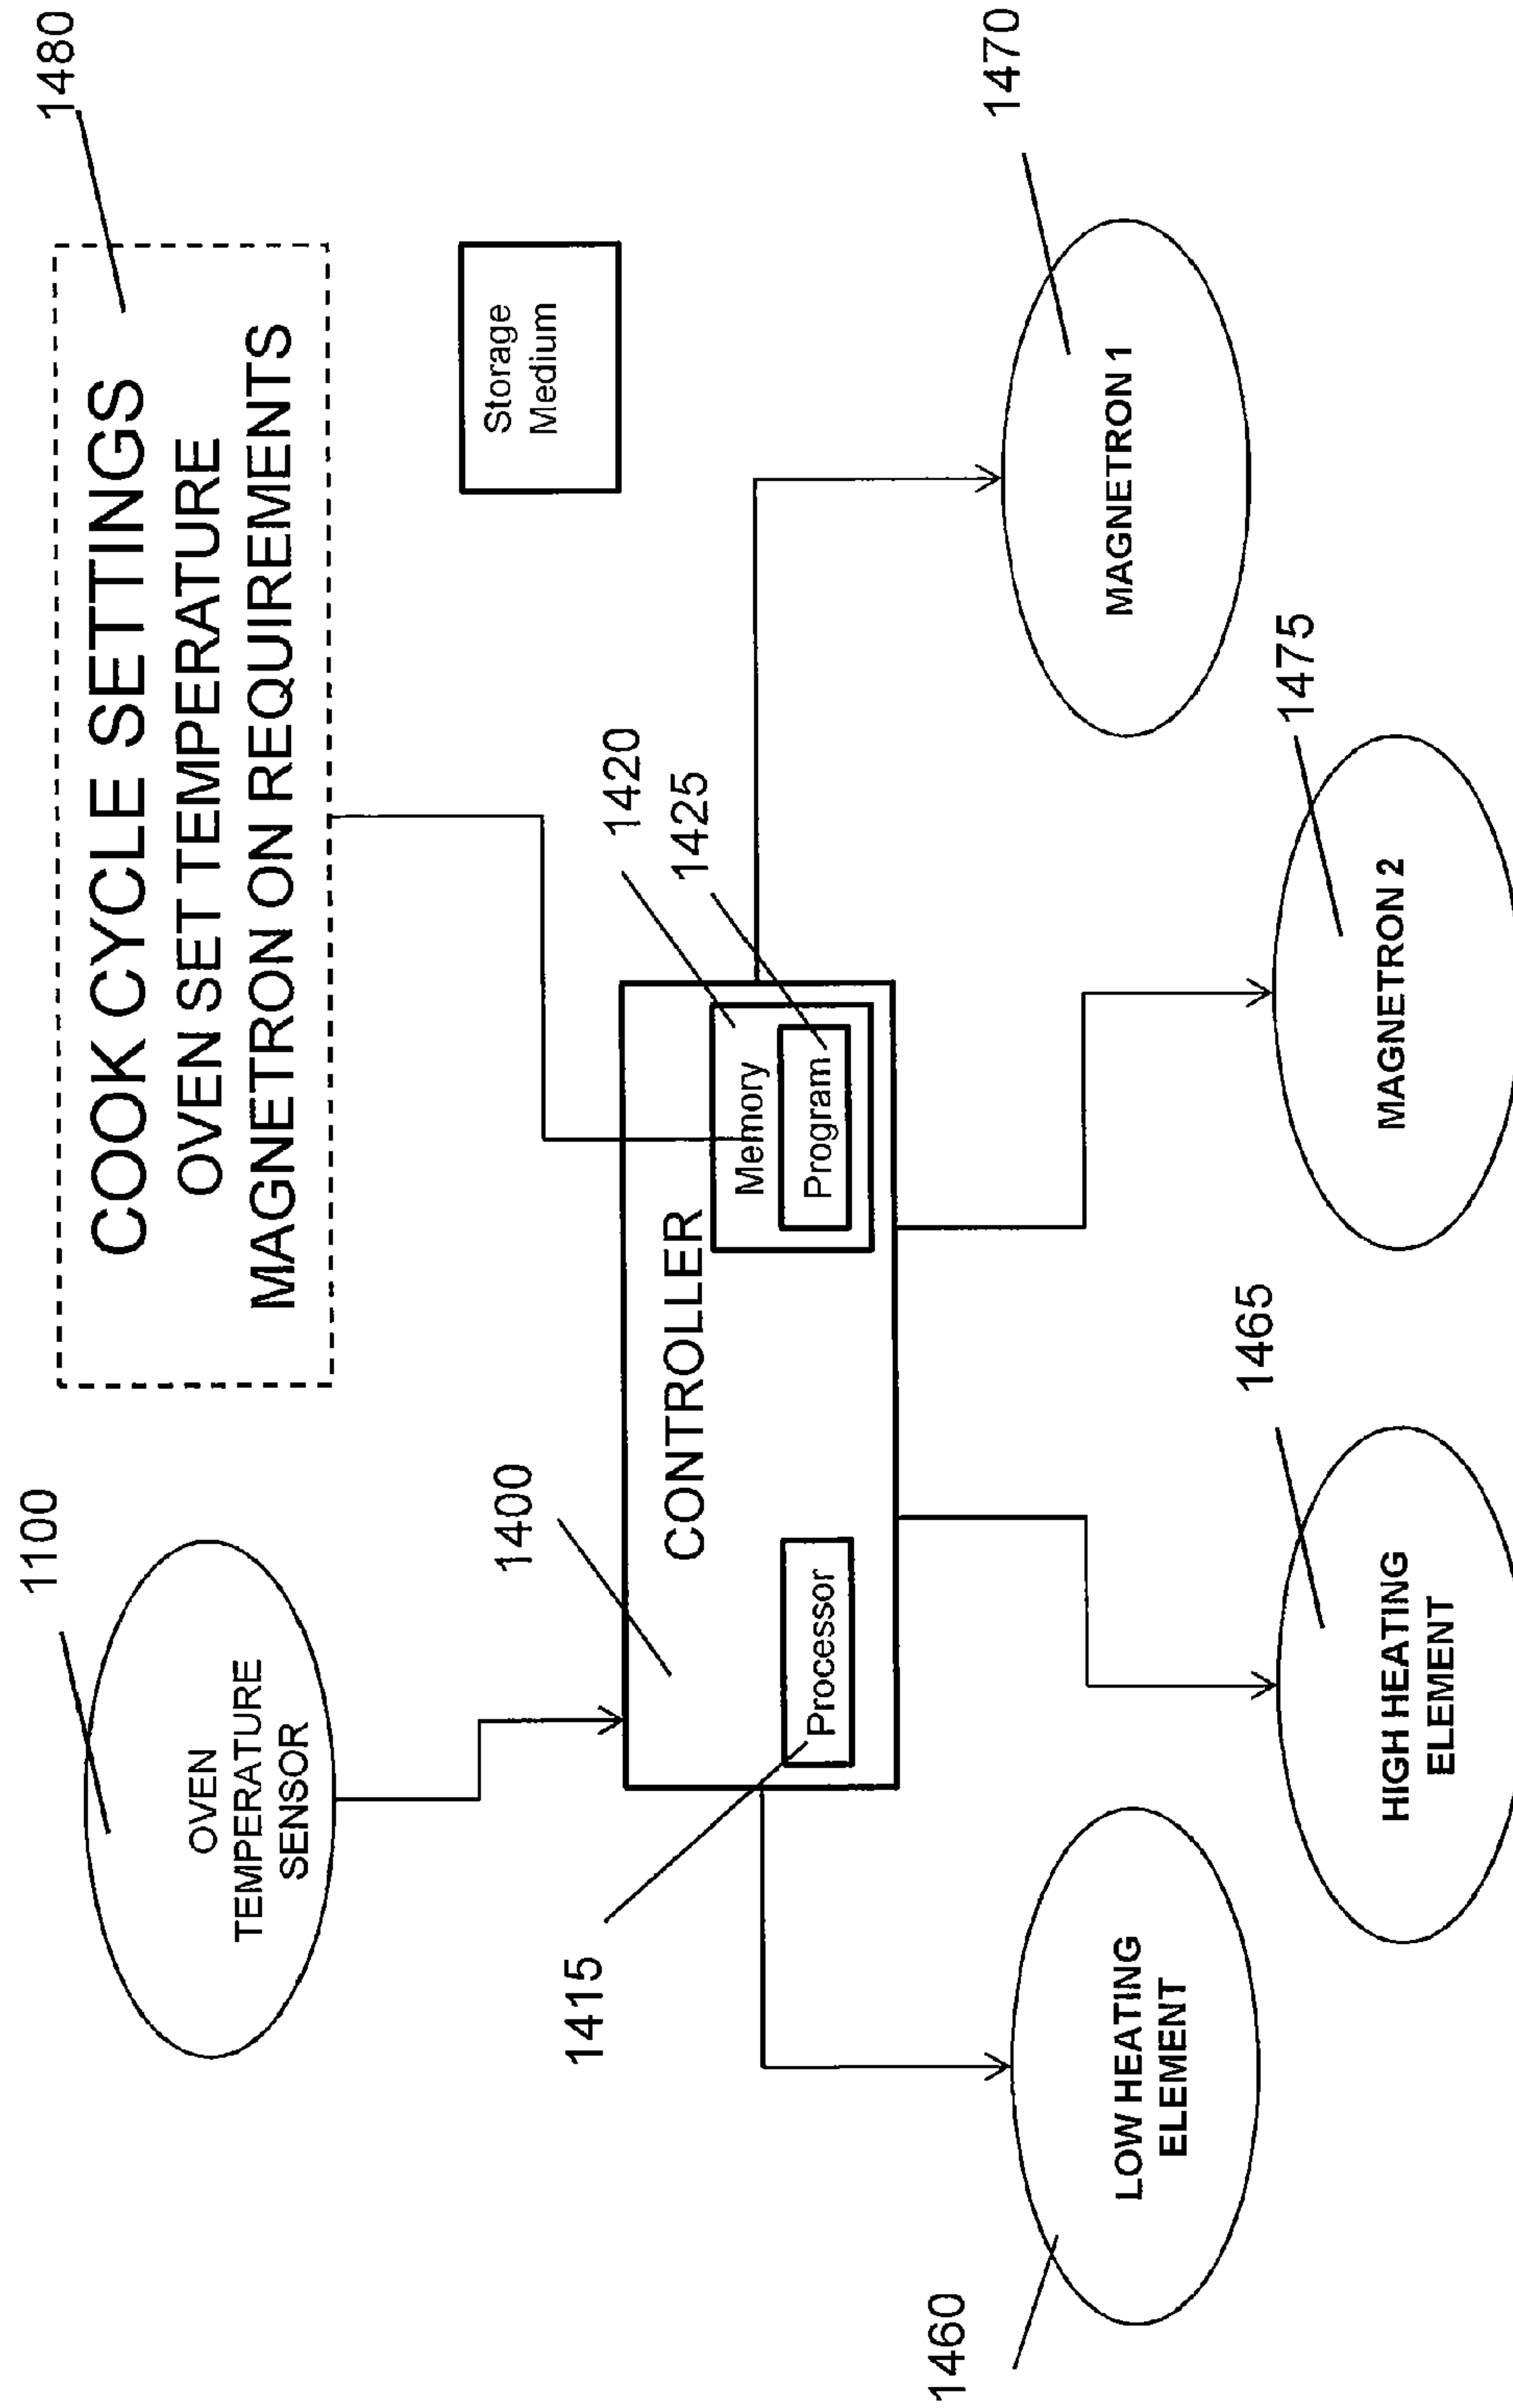 1100
OVEN
TEMPERATURE
SENSOR
1480
COOK CYCLE SETTINGS
OVEN SET TEMPERATURE
MAGNETRON ON REQUIREMENTS
Storage
Medium
1400
1420
1425
CONTROLLER
Memory
Program
Processor
1415
1460
LOW HEATING
ELEMENT
1465
HIGH HEATING
ELEMENT
1475
MAGNETRON 2
1470
MAGNETRON 1